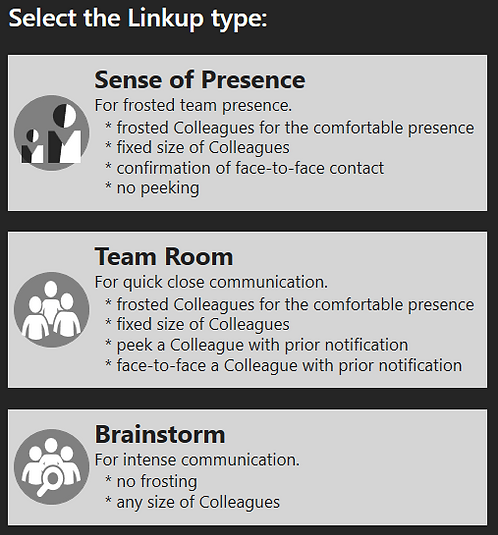 Select the Linkup type:
Sense of Presence
For frosted team presence.
* frosted Colleagues for the comfortable presence
* fixed size of Colleagues
* confirmation of face-to-face contact
* no peeking
Team Room
For quick close communication.
* frosted Colleagues for the comfortable presence
* fixed size of Colleagues
* peek a Colleague with prior notification
* face-to-face a Colleague with prior notification
Brainstorm
For intense communication.
* no frosting
* any size of Colleagues